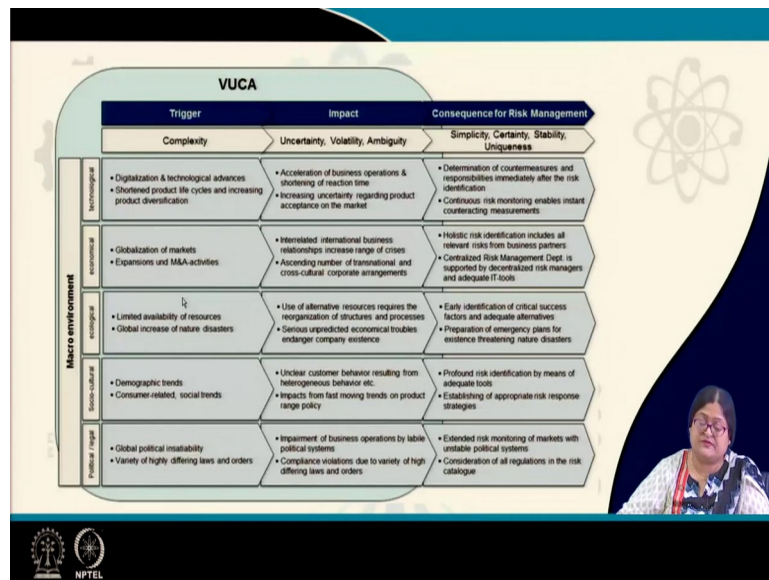 VUCA
Trigger
Impact
Consequence for Risk Management
Complexity
Uncertainty, Volatility, Ambiguity
Simplicity, Certainty, Stability,
Uniqueness
Macro environment
technological
• Digitalization & technological advances
• Shortened product life cycles and increasing
product diversification
• Acceleration of business operations &
shortening of reaction time
• Increasing uncertainty regarding product
acceptance on the market
• Determination of countermeasures and
responsibilities immediately after the risk
identification
• Continuous risk monitoring enables instant
counteracting measurements
economical
• Globalization of markets
• Expansions und M&A-activities
• Interrelated international business
relationships increase range of crises
• Ascending number of transnational and
cross-cultural corporate arrangements
• Holistic risk identification includes all
relevant risks from business partners
• Centralized Risk Management Dept. is
supported by decentralized risk managers
and adequate IT-tools
ecological
• Limited availability of resources
• Global increase of nature disasters
• Use of alternative resources requires the
reorganization of structures and processes
• Serious unpredicted economical troubles
endanger company existence
• Early identification of critical success
factors and adequate alternatives
• Preparation of emergency plans for
existence threatening nature disasters
Socio-cultural
• Demographic trends
• Consumer-related, social trends
• Unclear customer behavior resulting from
heterogeneous behavior etc.
• Impacts from fast moving trends on product
range policy
• Profound risk identification by means of
adequate tools
• Establishing of appropriate risk response
strategies
Political / legal
• Global political insatiability
• Variety of highly differing laws and orders
• Impairment of business operations by labile
political systems
• Compliance violations due to variety of high
differing laws and orders
• Extended risk monitoring of markets with
unstable political systems
• Consideration of all regulations in the risk
catalogue
NPTEL